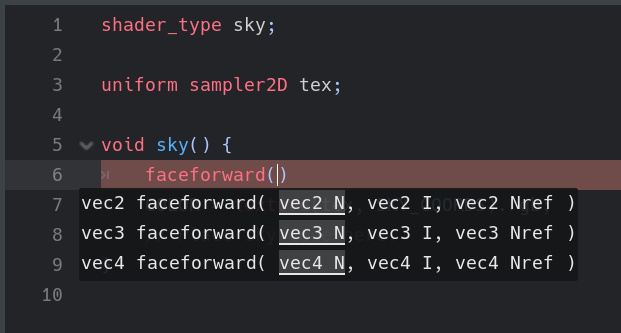 1 shader_type sky;
2
3 uniform sampler2D tex;
4
5 void sky() {
6 faceforward()
7
vec2 faceforward( vec2 N, vec2 I, vec2 Nref )
8
vec3 faceforward( vec3 N, vec3 I, vec3 Nref )
9
vec4 faceforward( vec4 N, vec4 I, vec4 Nref )
10